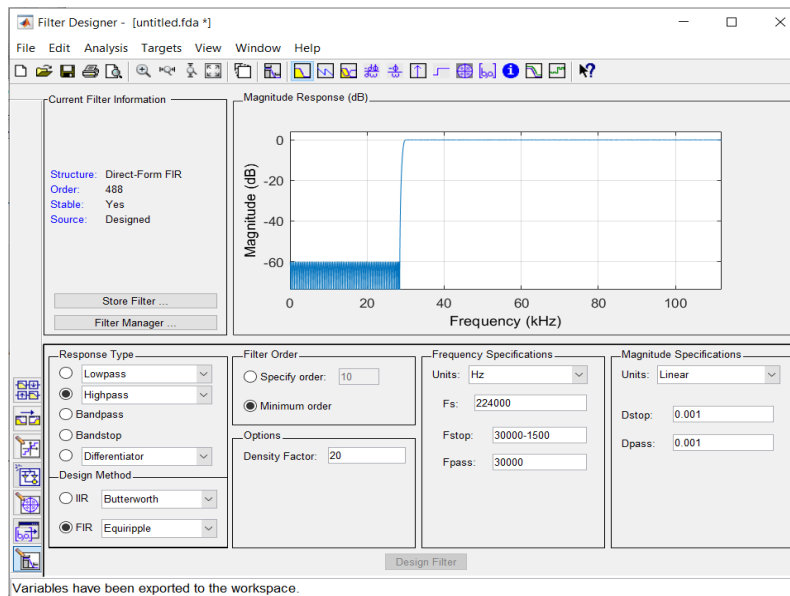 Filter Designer - [untitled.fda *]
File Edit Analysis Targets View Window Help
Current Filter Information
Structure: Direct-Form FIR
Order: 488
Stable: Yes
Source: Designed
Store Filter ...
Filter Manager ...
Magnitude Response (dB)
Magnitude (dB)
0
-20
-40
-60
0 20 40 60 80 100
Frequency (kHz)
Response Type
Lowpass
Highpass
Bandpass
Bandstop
Differentiator
Design Method
IIR Butterworth
FIR Equiripple
Filter Order
Specify order: 10
Minimum order
Options
Density Factor: 20
Frequency Specifications
Units: Hz
Fs: 224000
Fstop: 30000-1500
Fpass: 30000
Magnitude Specifications
Units: Linear
Dstop: 0.001
Dpass: 0.001
Design Filter
Variables have been exported to the workspace.